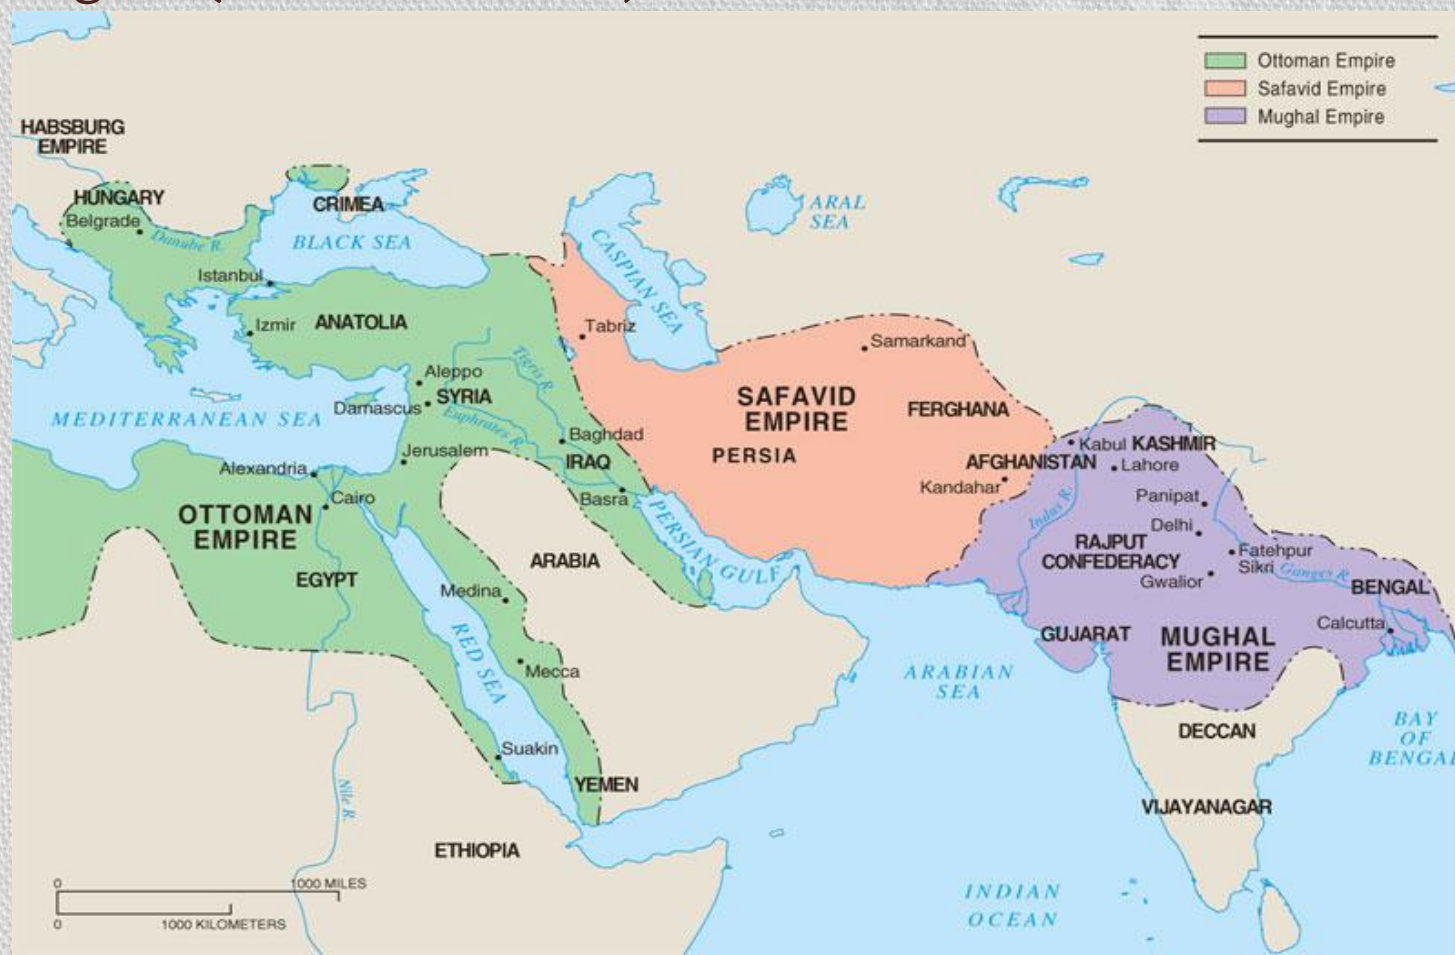 Ottoman Empire
Safavid Empire
Mughal Empire
HABSBURG
EMPIRE
HUNGARY
Belgrade
Danube R.
CRIMEA
BLACK SEA
Istanbul
ARAL
SEA
CASPIAN SEA
Izmir
ANATOLIA
Tabriz
Samarkand
Aleppo
SYRIA
Tigris R.
Damascus
Euphrates R.
MEDITERRANEAN SEA
SAFAVID
EMPIRE
FERGHANA
PERSIA
Baghdad
IRAQ
Basra
Jerusalem
Alexandria
Cairo
AFGHANISTAN
Kandahar
Kabul
KASHMIR
Lahore
Indus R.
Panipat
Delhi
RAJPUT
CONFEDERACY
Fatehpur
Sikri
Ganges R.
Gwalior
BENGAL
Calcutta
OTTOMAN
EMPIRE
EGYPT
ARABIA
PERSIAN GULF
Medina
Mecca
RED SEA
GUJARAT
MUGHAL
EMPIRE
ARABIAN
SEA
BAY
OF
BENGAL
DECCAN
VIJAYANAGAR
Suakin
YEMEN
Nile R.
ETHIOPIA
INDIAN
OCEAN
0
1000 MILES
0
1000 KILOMETERS